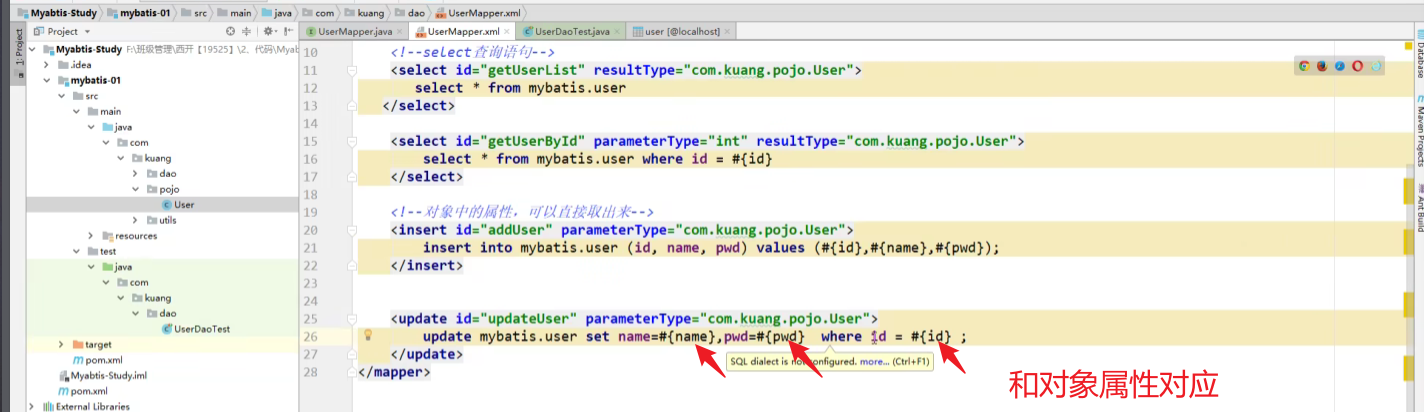 Myabtis-Study mybatis-01 src main java com kuang dao UserMapper.xml
Project
UserMapper.java UserMapper.xml UserDaoTest.java user [@localhost]
1: Project
Myabtis-Study F:\班级管理\西开【19525】\2、代码\Myab
.idea
mybatis-01
src
main
java
com
kuang
dao
pojo
User
utils
resources
test
java
com
kuang
dao
UserDaoTest
target
pom.xml
Myabtis-Study.iml
pom.xml
External Libraries
10 <!--select查询语句-->
11 <select id="getUserList" resultType="com.kuang.pojo.User">
12 select * from mybatis.user
13 </select>
14
15 <select id="getUserById" parameterType="int" resultType="com.kuang.pojo.User">
16 select * from mybatis.user where id = #{id}
17 </select>
18
19 <!--对象中的属性，可以直接取出来-->
20 <insert id="addUser" parameterType="com.kuang.pojo.User">
21 insert into mybatis.user (id, name, pwd) values (#{id},#{name},#{pwd});
22 </insert>
23
24
25 <update id="updateUser" parameterType="com.kuang.pojo.User">
26 update mybatis.user set name=#{name},pwd=#{pwd} where id = #{id} ;
27 </update>
28 </mapper>
SQL dialect is not configured. more... (Ctrl+F1)
和对象属性对应
Database
Maven Projects
Ant Build